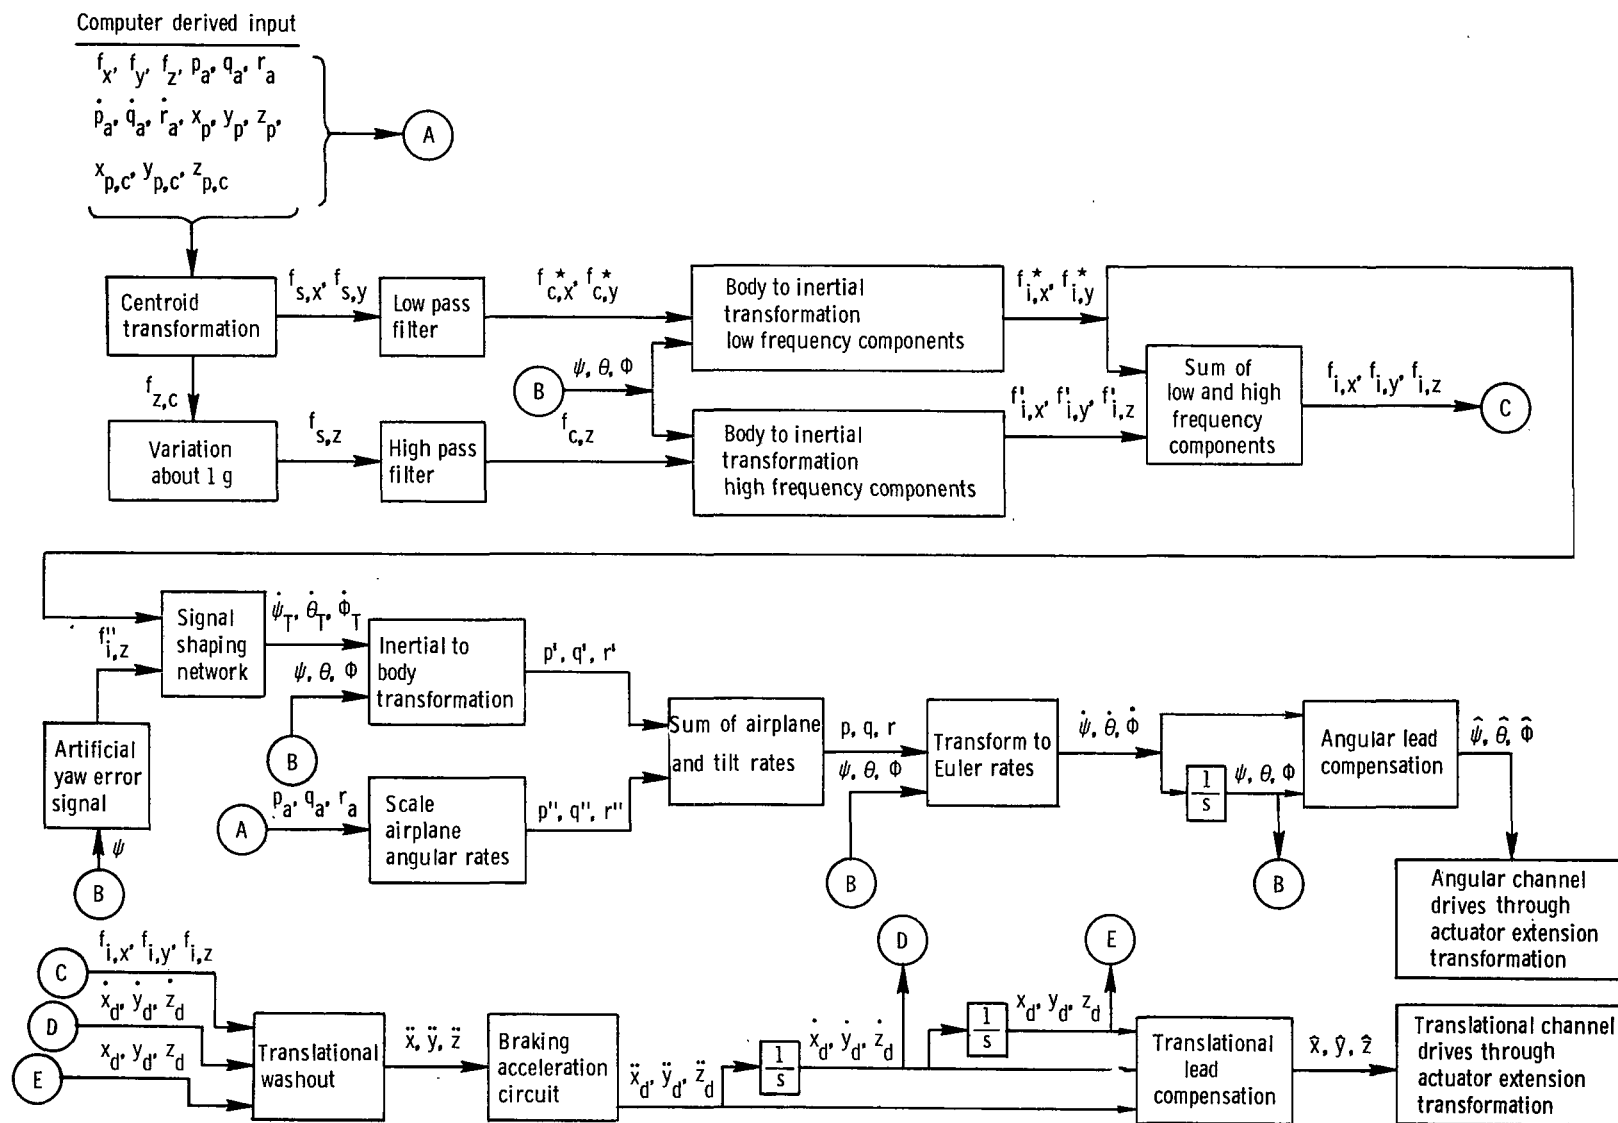 Computer derived input
f_x, f_y, f_z, p_a, q_a, r_a
ṗ_a, q̇_a, ṙ_a, x_p, y_p, z_p,
x_p,c, y_p,c, z_p,c
A
Centroid
transformation
f_s,x, f_s,y
Low pass
filter
f*_c,x, f*_c,y
Body to inertial
transformation
low frequency components
f*_i,x, f*_i,y
f_z,c
B
ψ, θ, Φ
Sum of
low and high
frequency
components
f_i,x, f_i,y, f_i,z
C
Variation
about 1 g
f_s,z
High pass
filter
f_c,z
Body to inertial
transformation
high frequency components
f'_i,x, f'_i,y, f'_i,z
Signal
shaping
network
f''_i,z
ψ̇_T, θ̇_T, Φ̇_T
ψ, θ, Φ
B
Inertial to
body
transformation
p', q', r'
Artificial
yaw error
signal
ψ
B
A
p_a, q_a, r_a
Scale
airplane
angular rates
p'', q'', r''
Sum of airplane
and tilt rates
p, q, r
ψ, θ, Φ
B
Transform to
Euler rates
ψ̇, θ̇, Φ̇
1
s
ψ, θ, Φ
B
Angular lead
compensation
ψ̂, θ̂, Φ̂
Angular channel
drives through
actuator extension
transformation
C
f_i,x, f_i,y, f_i,z
D
ẋ_d, ẏ_d, ż_d
E
x_d, y_d, z_d
Translational
washout
ẍ, ÿ, z̈
Braking
acceleration
circuit
ẍ_d, ÿ_d, z̈_d
1
s
ẋ_d, ẏ_d, ż_d
D
1
s
x_d, y_d, z_d
E
Translational
lead
compensation
x̂, ŷ, ẑ
Translational channel
drives through
actuator extension
transformation